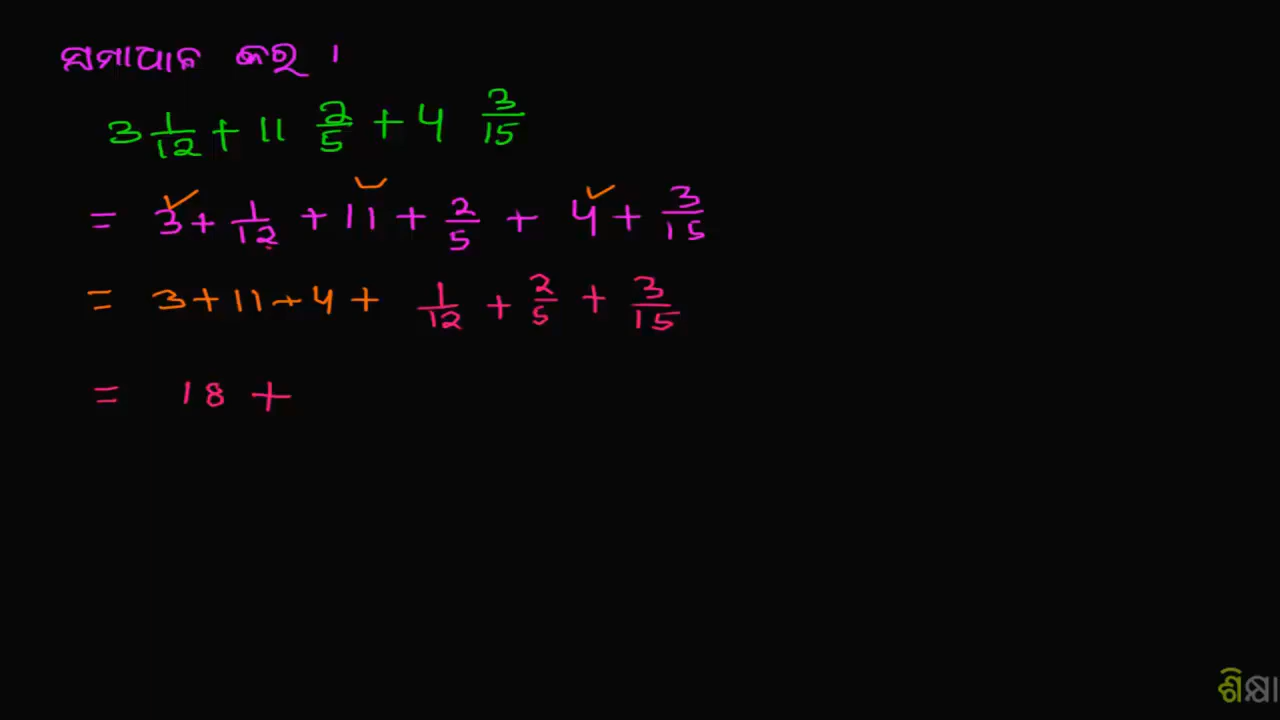 ସମାଧାନ କର ।
3 1/12 + 11 2/5 + 4 3/15
= 3 + 1/12 + 11 + 2/5 + 4 + 3/15
= 3 + 11 + 4 + 1/12 + 2/5 + 3/15
= 18 +
ଶିକ୍ଷା